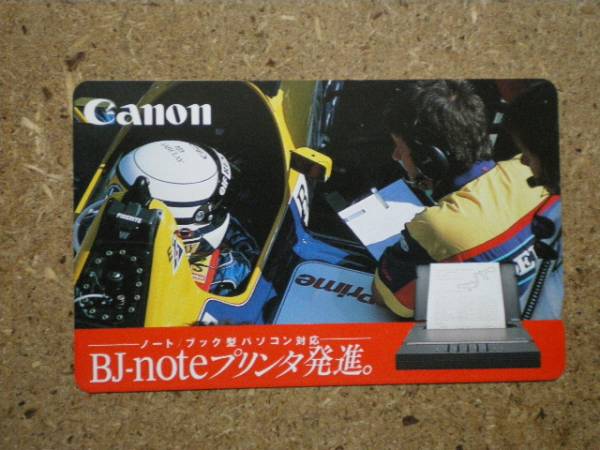 Canon
Prime
ノート/ブック型パソコン対応
BJ-noteプリンタ発進。